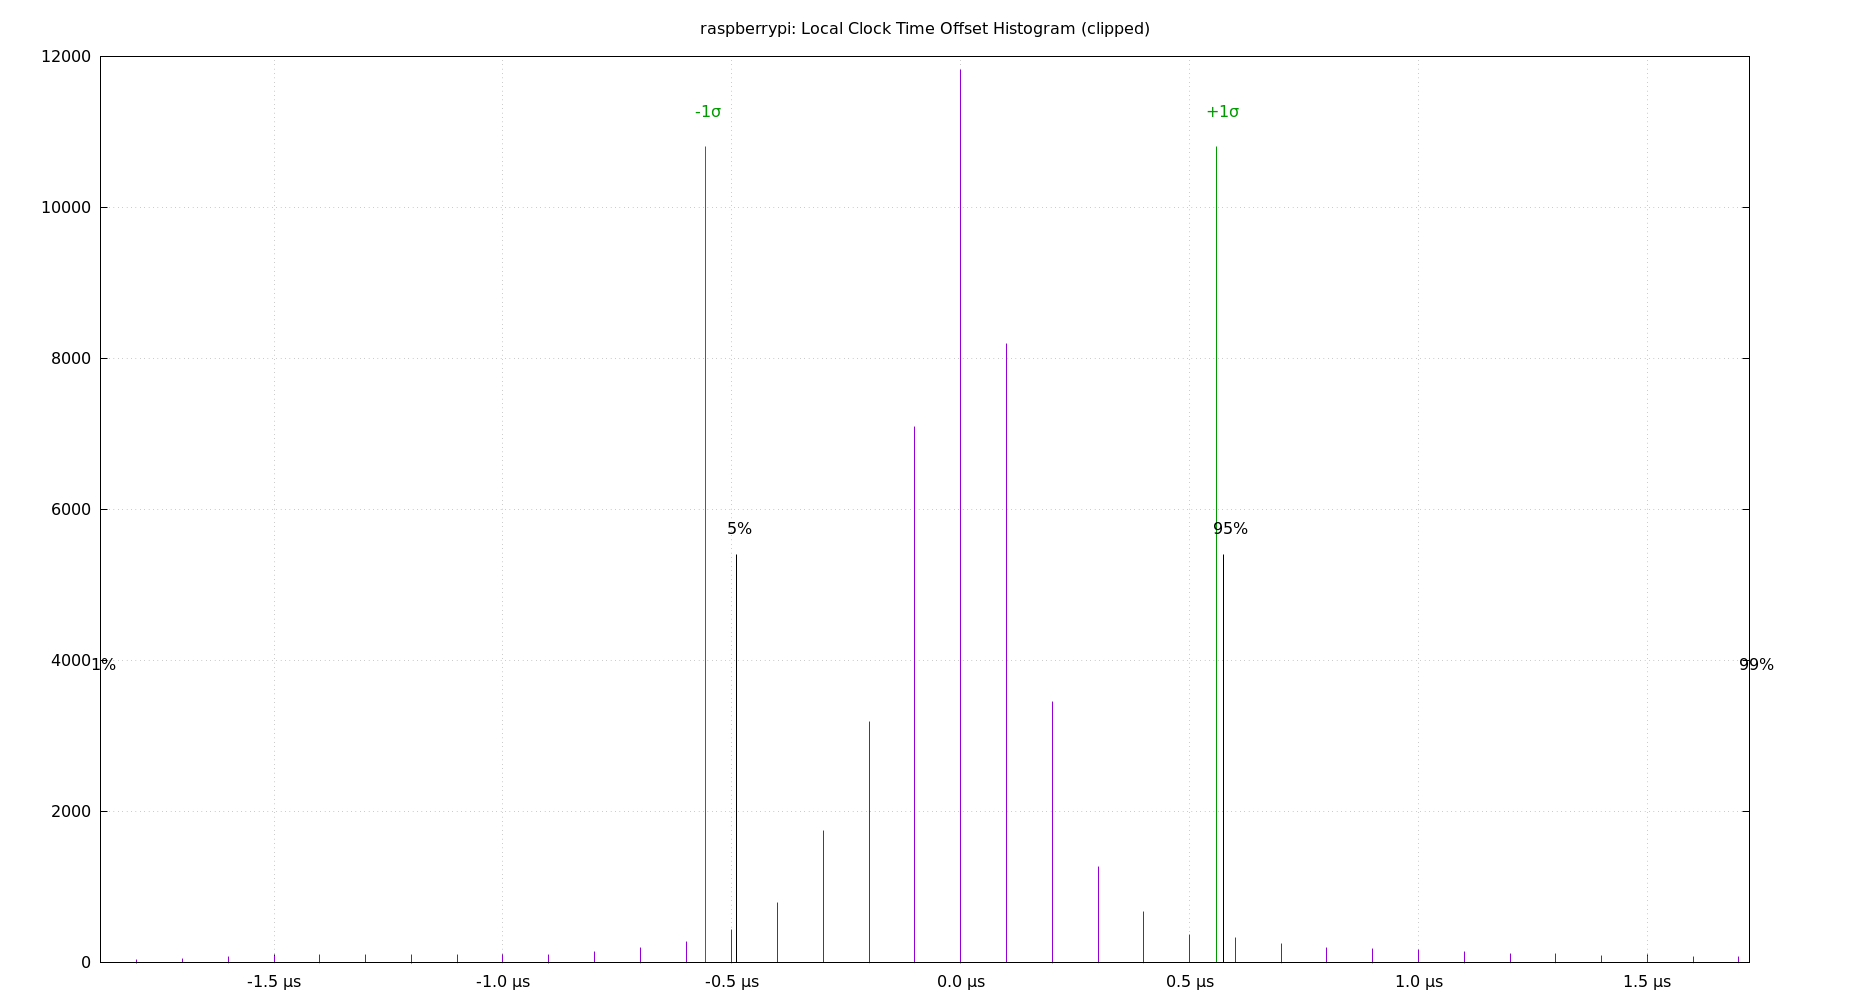 raspberrypi: Local Clock Time Offset Histogram (clipped)
12000
-1σ
+1σ
10000
8000
6000
5%
95%
4000
1%
99%
2000
0
-1.5 µs
-1.0 µs
-0.5 µs
0.0 µs
0.5 µs
1.0 µs
1.5 µs